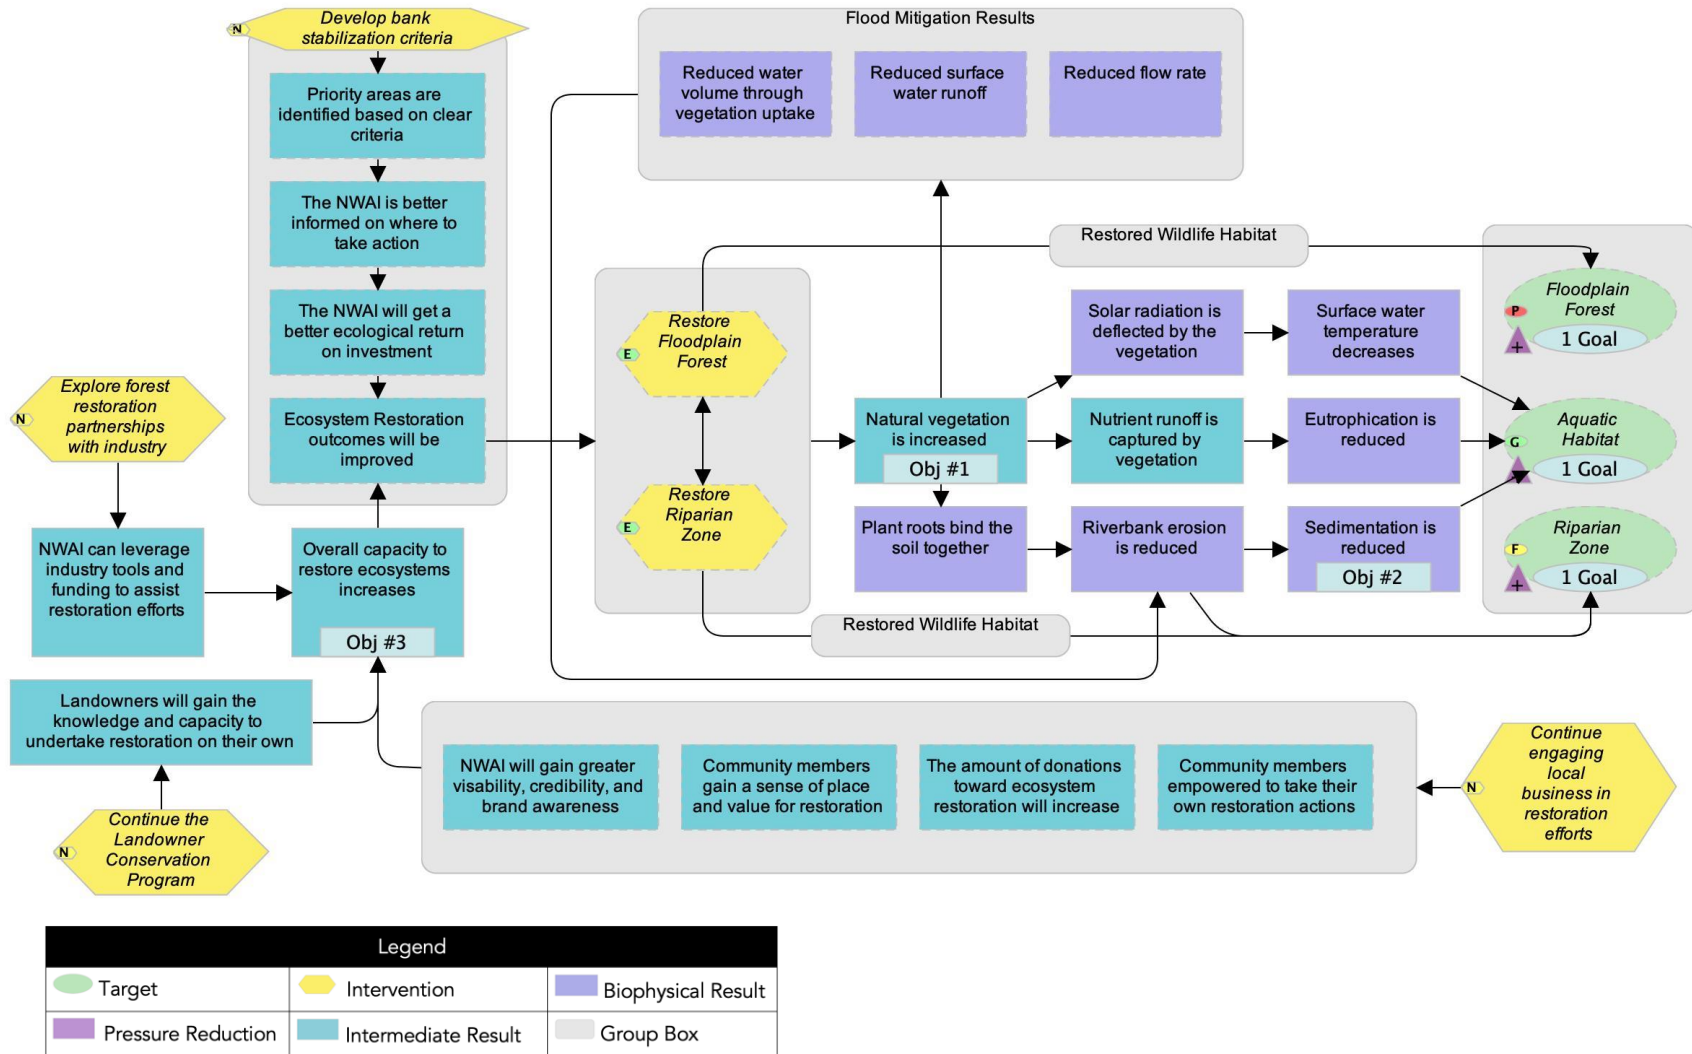 Develop bank
stabilization criteria
N
Priority areas are
identified based on clear
criteria
The NWAI is better
informed on where to
take action
The NWAI will get a
better ecological return
on investment
Ecosystem Restoration
outcomes will be
improved
Explore forest
restoration
partnerships
with industry
N
NWAI can leverage
industry tools and
funding to assist
restoration efforts
Overall capacity to
restore ecosystems
increases
Obj #3
Landowners will gain the
knowledge and capacity to
undertake restoration on their own
Continue the
Landowner
Conservation
Program
N
Flood Mitigation Results
Reduced water
volume through
vegetation uptake
Reduced surface
water runoff
Reduced flow rate
Restored Wildlife Habitat
Restore
Floodplain
Forest
E
Restore
Riparian
Zone
E
Natural vegetation
is increased
Obj #1
Solar radiation is
deflected by the
vegetation
Surface water
temperature
decreases
Nutrient runoff is
captured by
vegetation
Eutrophication is
reduced
Plant roots bind the
soil together
Riverbank erosion
is reduced
Sedimentation is
reduced
Obj #2
Restored Wildlife Habitat
Floodplain
Forest
P
+
1 Goal
Aquatic
Habitat
G
1 Goal
Riparian
Zone
F
+
1 Goal
NWAI will gain greater
visability, credibility, and
brand awareness
Community members
gain a sense of place
and value for restoration
The amount of donations
toward ecosystem
restoration will increase
Community members
empowered to take their
own restoration actions
Continue
engaging
local
business in
restoration
efforts
N
Legend
Target
Intervention
Biophysical Result
Pressure Reduction
Intermediate Result
Group Box